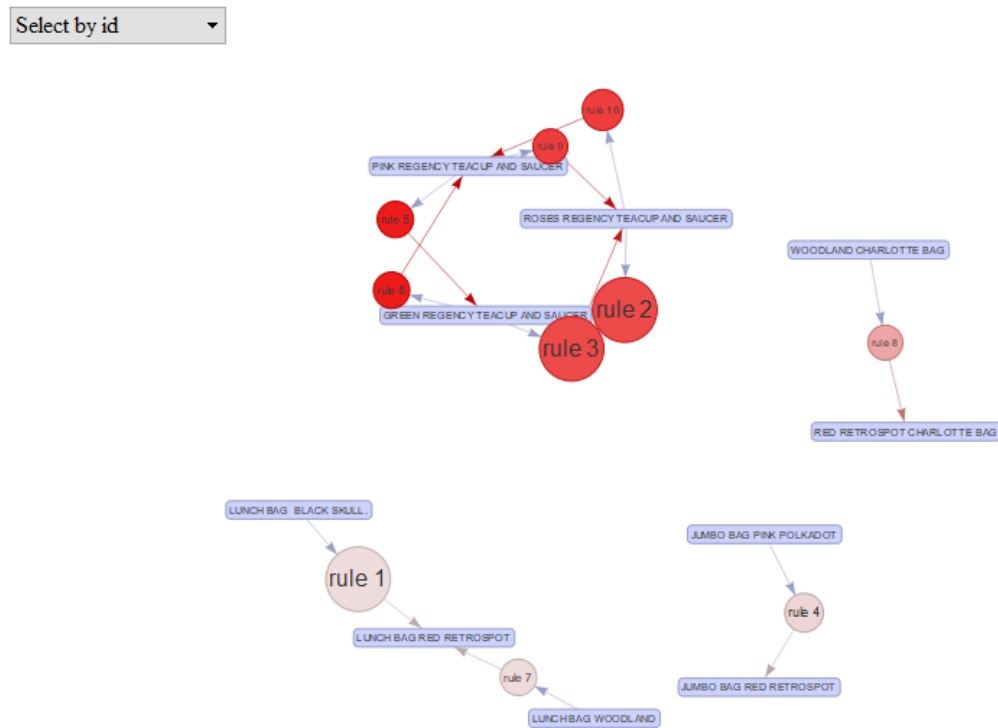 Select by id
rule 10
rule 9
PINK REGENCY TEACUP AND SAUCER
rule 5
ROSES REGENCY TEACUP AND SAUCER
WOODLAND CHARLOTTE BAG
rule 6
GREEN REGENCY TEACUP AND SAUCER
rule 2
rule 3
rule 8
RED RETROSPOT CHARLOTTE BAG
LUNCH BAG  BLACK SKULL.
JUMBO BAG PINK POLKADOT
rule 1
rule 4
LUNCH BAG RED RETROSPOT
rule 7
JUMBO BAG RED RETROSPOT
LUNCH BAG WOODLAND